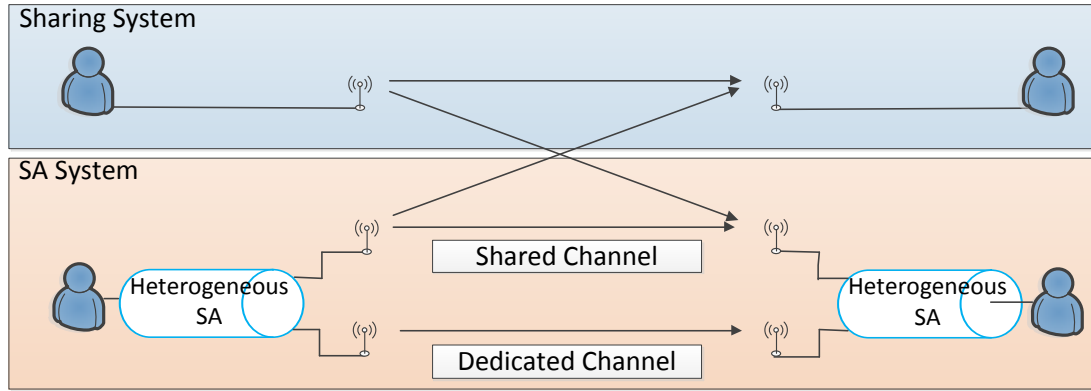 Sharing System
SA System
Shared Channel
Heterogeneous
SA
Heterogeneous
SA
Dedicated Channel